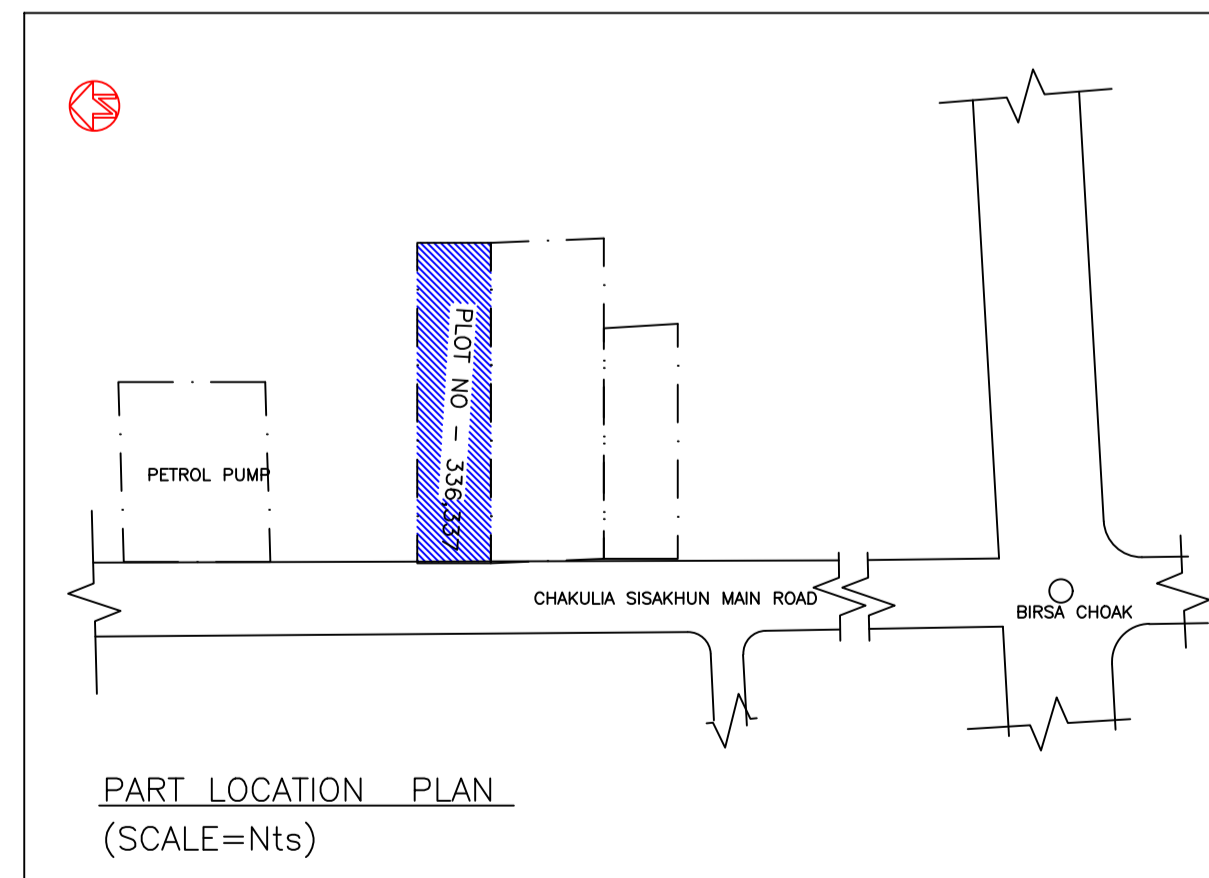 N
PLOT NO - 336,337
PETROL PUMP
CHAKULIA SISAKHUN MAIN ROAD
BIRSA CHOAK
PART LOCATION PLAN
(SCALE=Nts)